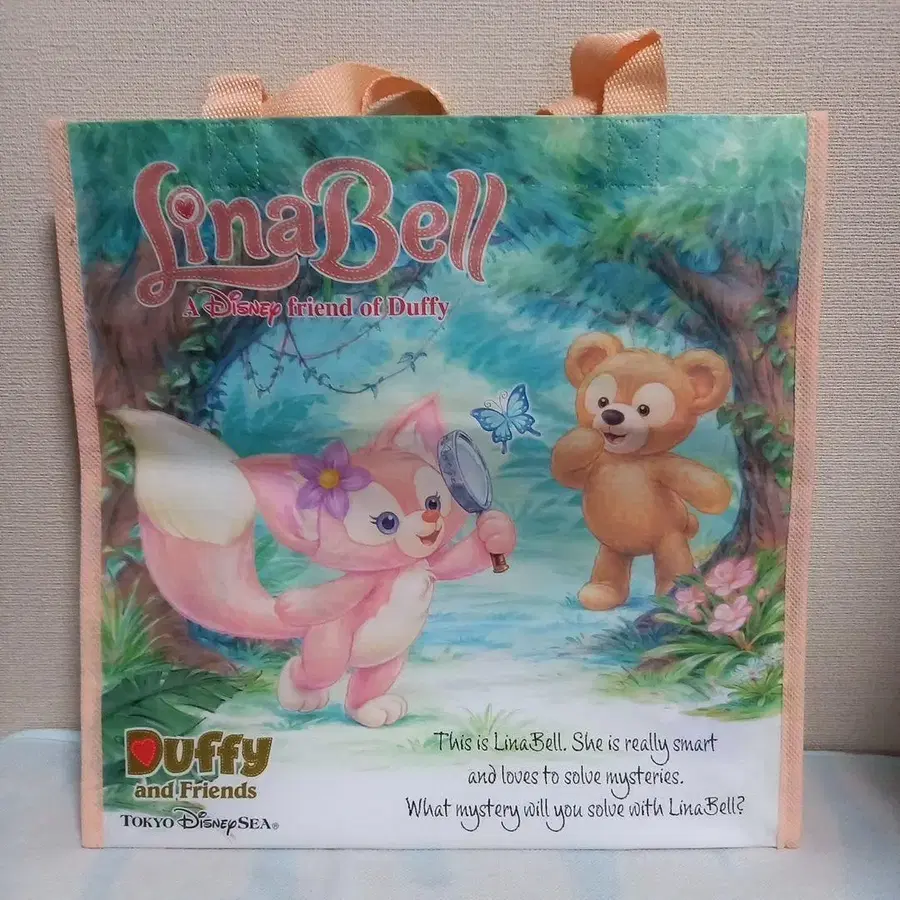 LinaBell
A Disney friend of Duffy
Duffy
and Friends
TOKYO DisneySEA®
This is LinaBell. She is really smart
and loves to solve mysteries.
What mystery will you solve with LinaBell?